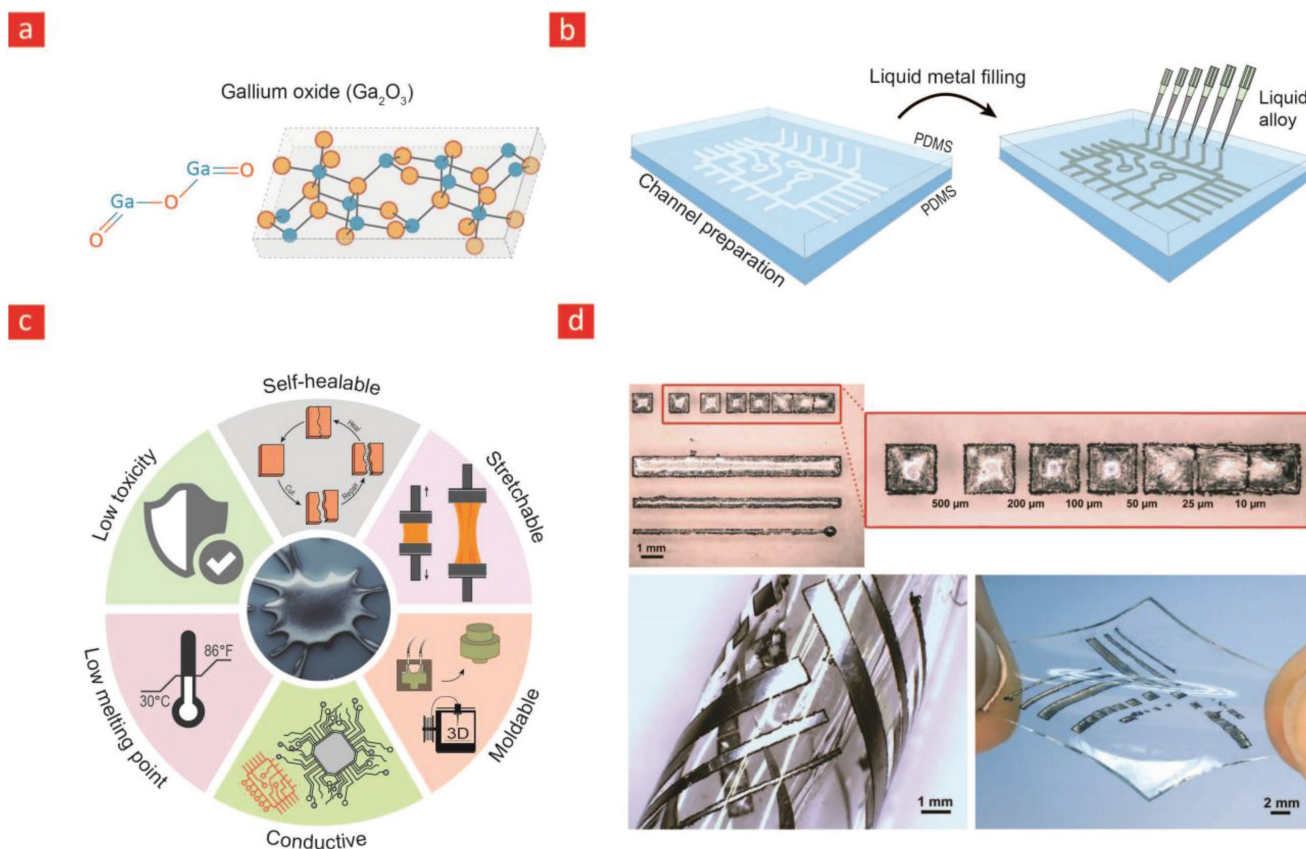 a
Gallium oxide (Ga₂O₃)
Ga=O
Ga—O
O
b
Liquid metal filling
Liquid
alloy
PDMS
PDMS
Channel preparation
c
Self-healable
Heal
Repair
Cut
Stretchable
Moldable
3D
Conductive
Low melting point
86°F
30°C
Low toxicity
d
500 µm
200 µm
100 µm
50 µm
25 µm
10 µm
1 mm
1 mm
2 mm